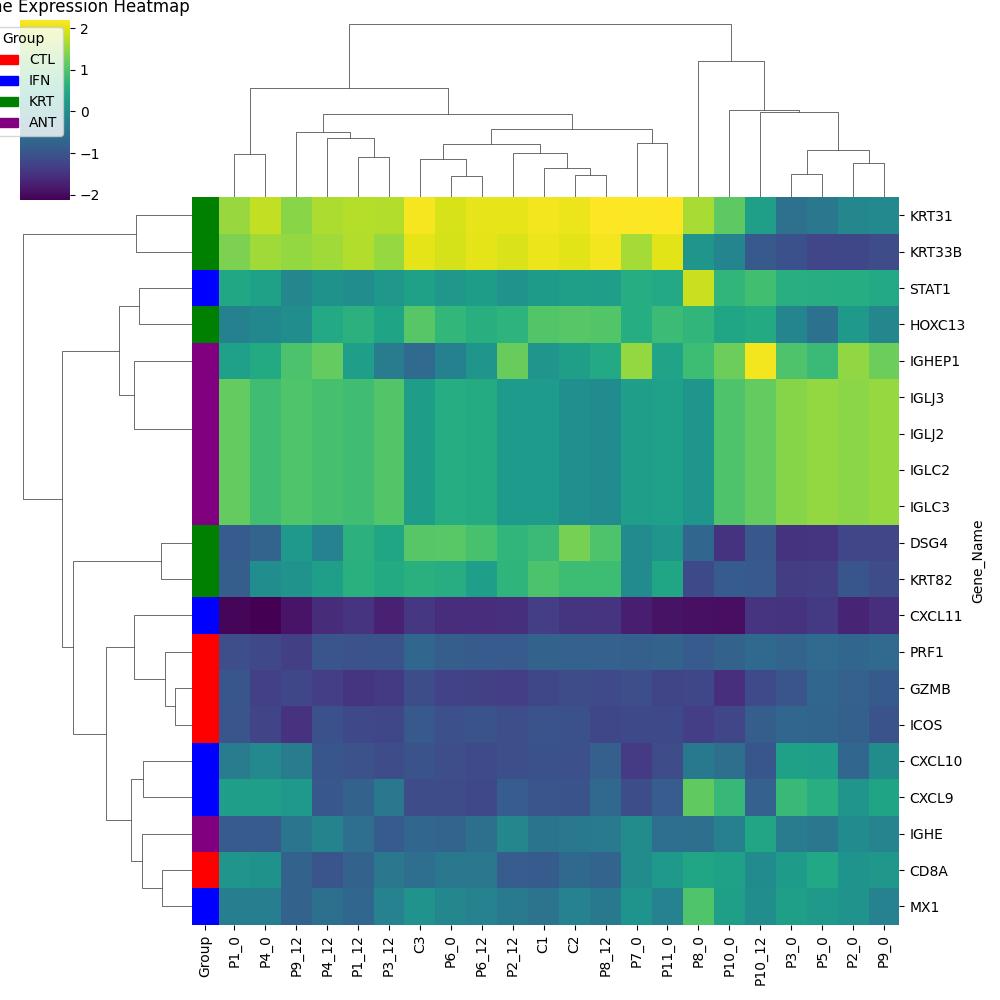 e Expression Heatmap
Group
CTL
IFN
KRT
ANT
2
1
0
−1
−2
KRT31
KRT33B
STAT1
HOXC13
IGHEP1
IGLJ3
IGLJ2
IGLC2
IGLC3
DSG4
KRT82
CXCL11
PRF1
GZMB
ICOS
CXCL10
CXCL9
IGHE
CD8A
MX1
Gene_Name
Group
P1_0
P4_0
P9_12
P4_12
P1_12
P3_12
C3
P6_0
P6_12
P2_12
C1
C2
P8_12
P7_0
P11_0
P8_0
P10_0
P10_12
P3_0
P5_0
P2_0
P9_0